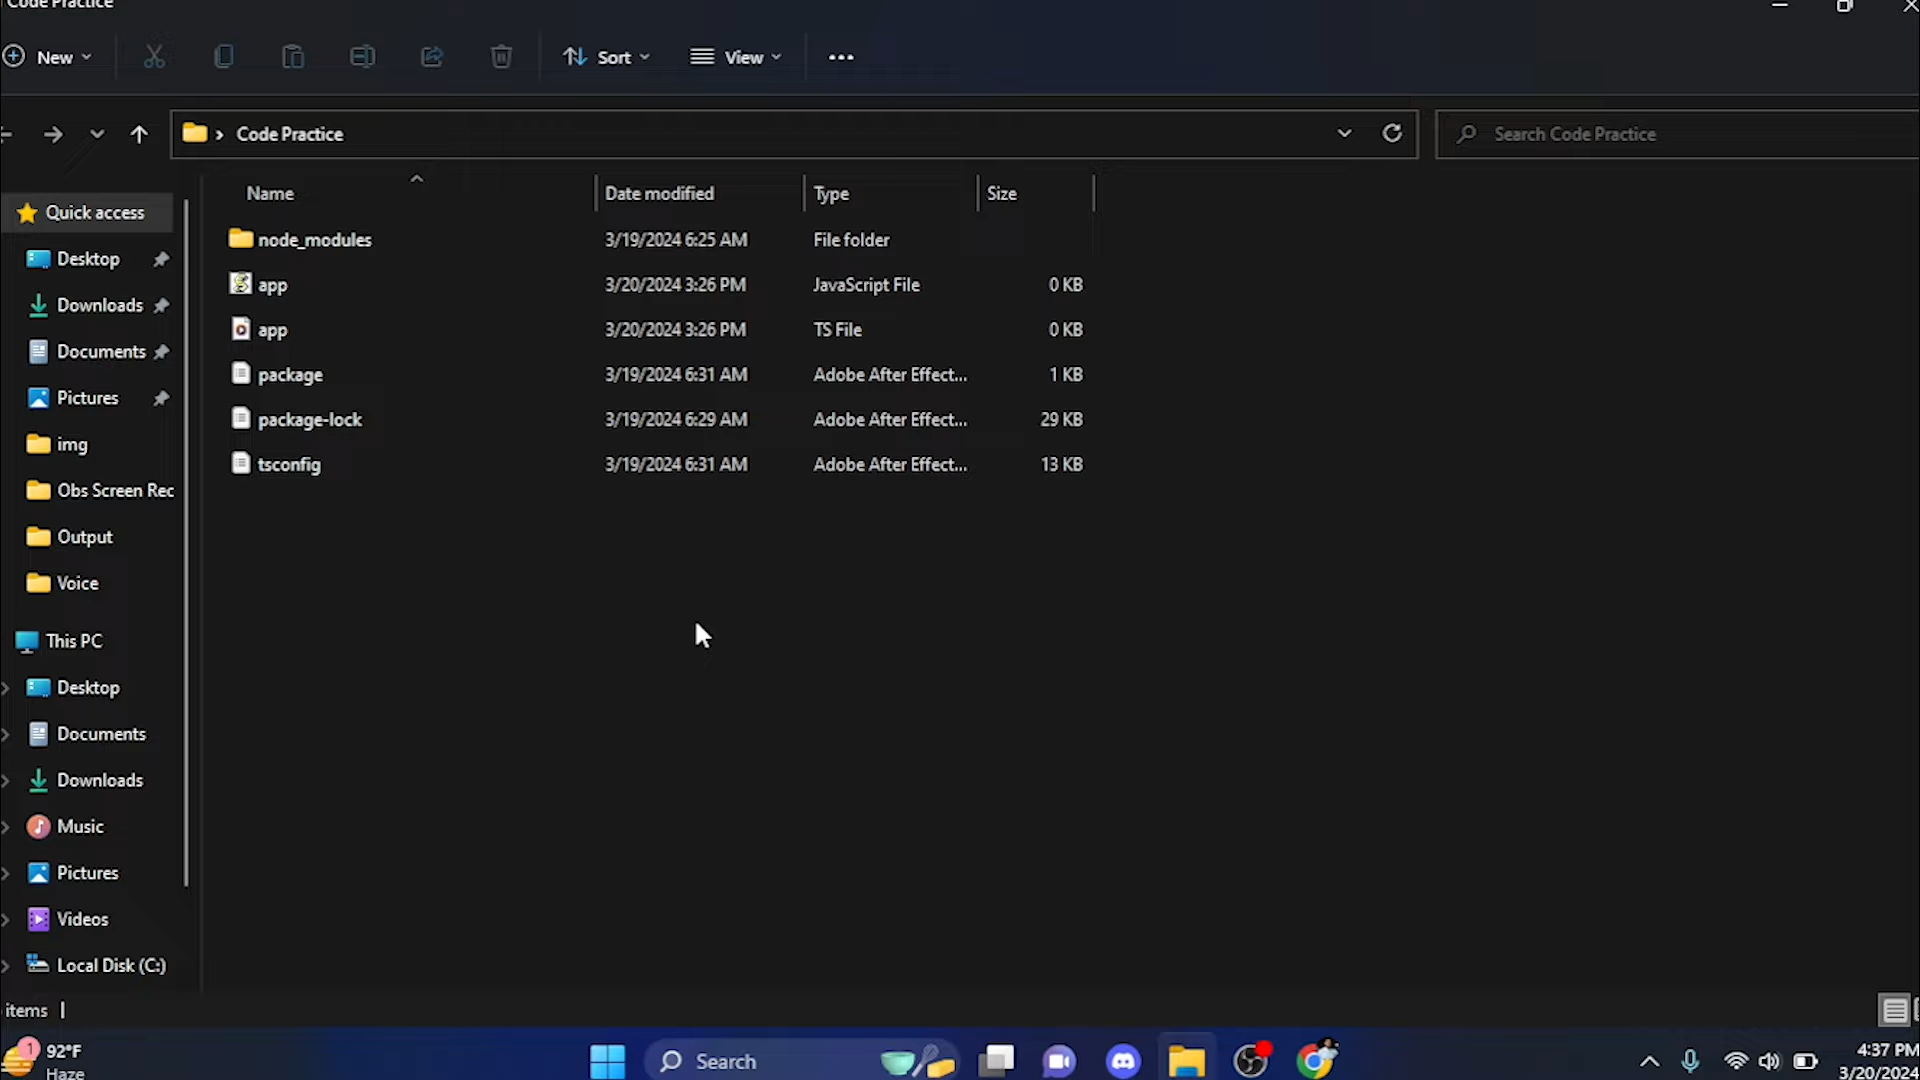 Code Practice
New
Sort
View
Code Practice
Search Code Practice
Name Date modified Type Size
Quick access
Desktop
Downloads
Documents
Pictures
img
Obs Screen Rec
Output
Voice
This PC
Desktop
Documents
Downloads
Music
Pictures
Videos
Local Disk (C:)
node_modules 3/19/2024 6:25 AM File folder
app 3/20/2024 3:26 PM JavaScript File 0 KB
app 3/20/2024 3:26 PM TS File 0 KB
package 3/19/2024 6:31 AM Adobe After Effect... 1 KB
package-lock 3/19/2024 6:29 AM Adobe After Effect... 29 KB
tsconfig 3/19/2024 6:31 AM Adobe After Effect... 13 KB
items
1
92°F
Haze
Search
4:37 PM
3/20/2024